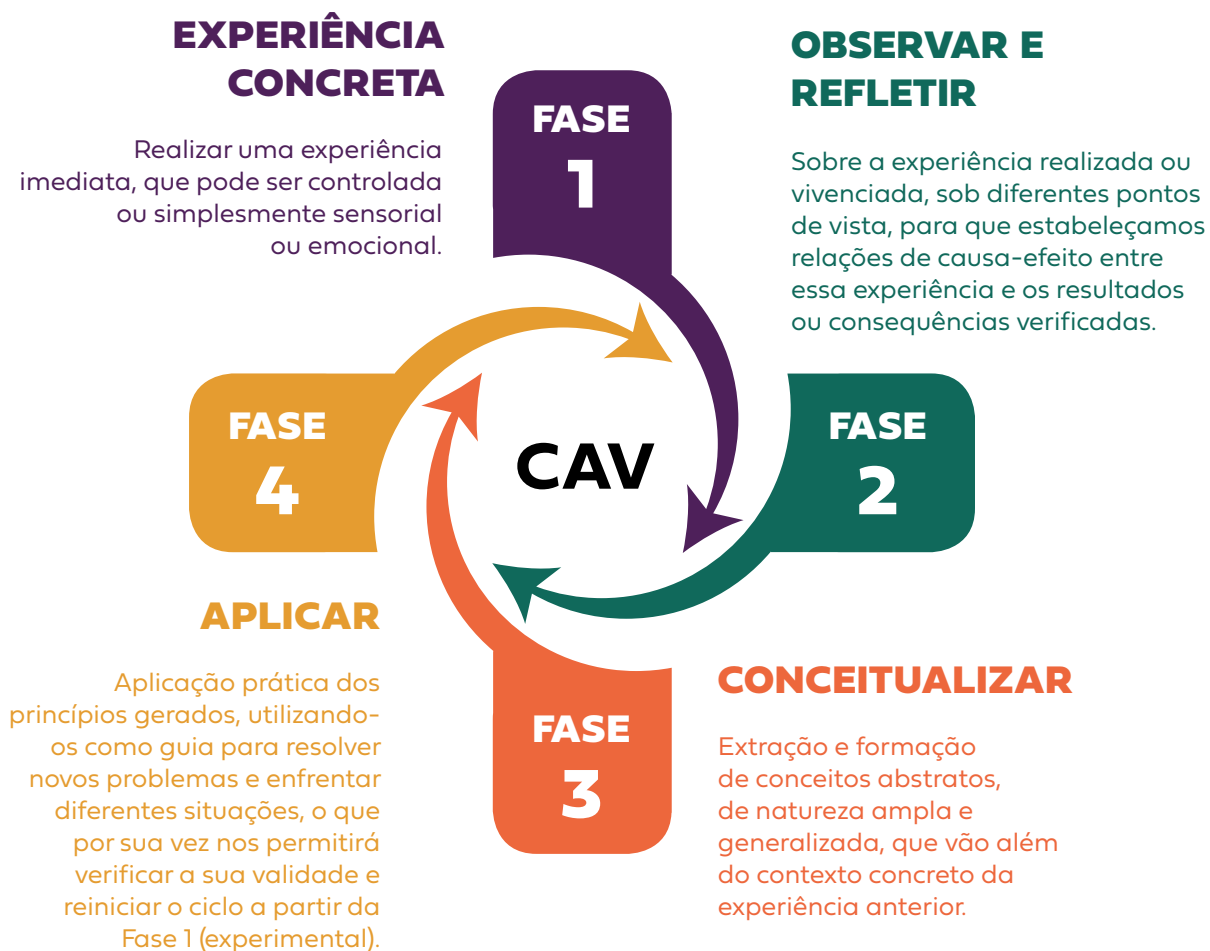 EXPERIÊNCIA
CONCRETA
Realizar uma experiência
imediata, que pode ser controlada
ou simplesmente sensorial
ou emocional.
FASE
1
OBSERVAR E
REFLETIR
Sobre a experiência realizada ou
vivenciada, sob diferentes pontos
de vista, para que estabeleçamos
relações de causa-efeito entre
essa experiência e os resultados
ou consequências verificadas.
FASE
2
CAV
FASE
3
CONCEITUALIZAR
Extração e formação
de conceitos abstratos,
de natureza ampla e
generalizada, que vão além
do contexto concreto da
experiência anterior.
FASE
4
APLICAR
Aplicação prática dos
princípios gerados, utilizando-
os como guia para resolver
novos problemas e enfrentar
diferentes situações, o que
por sua vez nos permitirá
verificar a sua validade e
reiniciar o ciclo a partir da
Fase 1 (experimental).